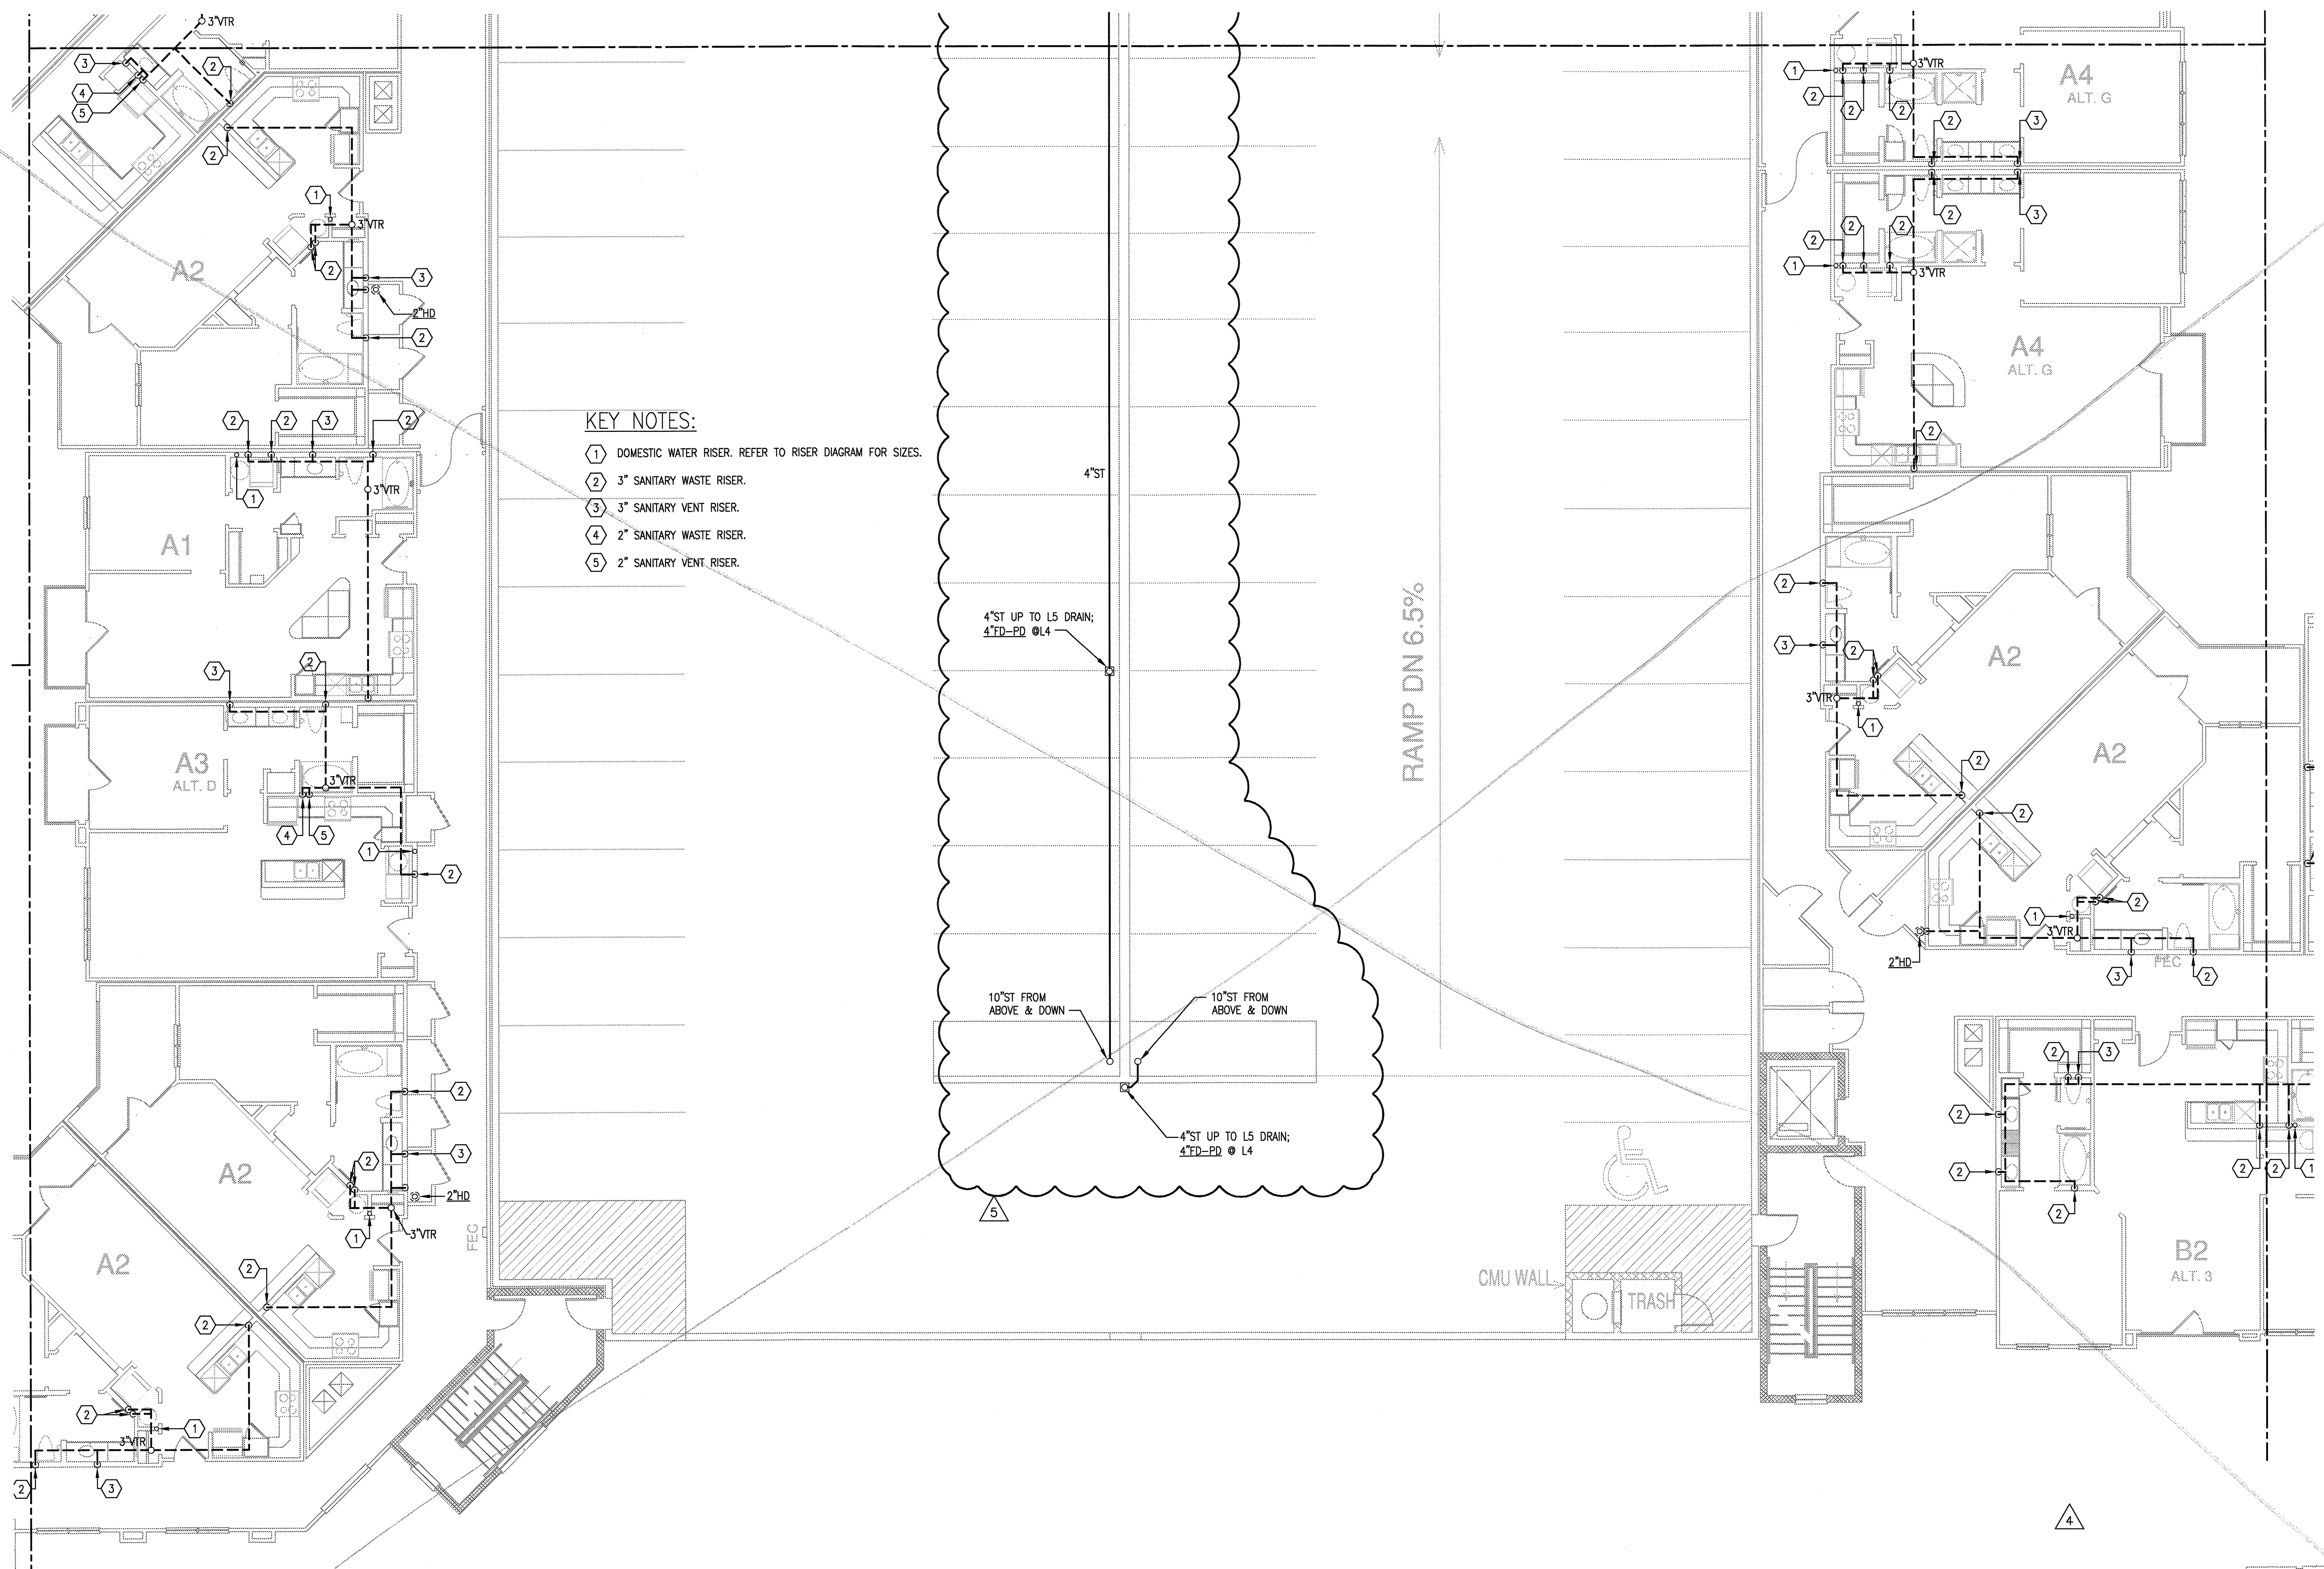 3"VTR
3
2
4
5
2
1
3"VTR
2
3
2"HD
2
A2
2
2
3
2
1
3"VTR
A1
3
2
A3
ALT. D
3"VTR
4
5
1
2
2
A2
2
3
2"HD
1
3"VTR
FEC
2
A2
2
2
1
3"VTR
2
3
KEY NOTES:
1 DOMESTIC WATER RISER. REFER TO RISER DIAGRAM FOR SIZES.
2 3" SANITARY WASTE RISER.
3 3" SANITARY VENT RISER.
4 2" SANITARY WASTE RISER.
5 2" SANITARY VENT RISER.
4"ST
4"ST UP TO L5 DRAIN;
4"FD-PD @L4
10"ST FROM
ABOVE & DOWN
10"ST FROM
ABOVE & DOWN
4"ST UP TO L5 DRAIN;
4"FD-PD @ L4
5
RAMP DN 6.5%
CMU WALL
TRASH
1
3"VTR
A4
ALT. G
2
2
2
2
3
2
3
2
2
2
1
3"VTR
A4
ALT. G
2
2
3
2
A2
3"VTR
1
2
A2
2
2
1
3"VTR
2"HD
FEC
3
2
2
3
2
2
2
2
2
1
B2
ALT. 3
4